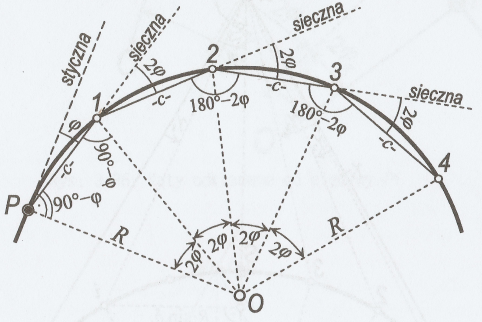 sieczna
sieczna
2
2φ
styczna
2φ
-c-
3
sieczna
-c-
180°-2φ
1
180°-2φ
2φ
φ
-c-
90°-φ
-c-
4
P
90°-φ
R
R
2φ
2φ
2φ
2φ
O